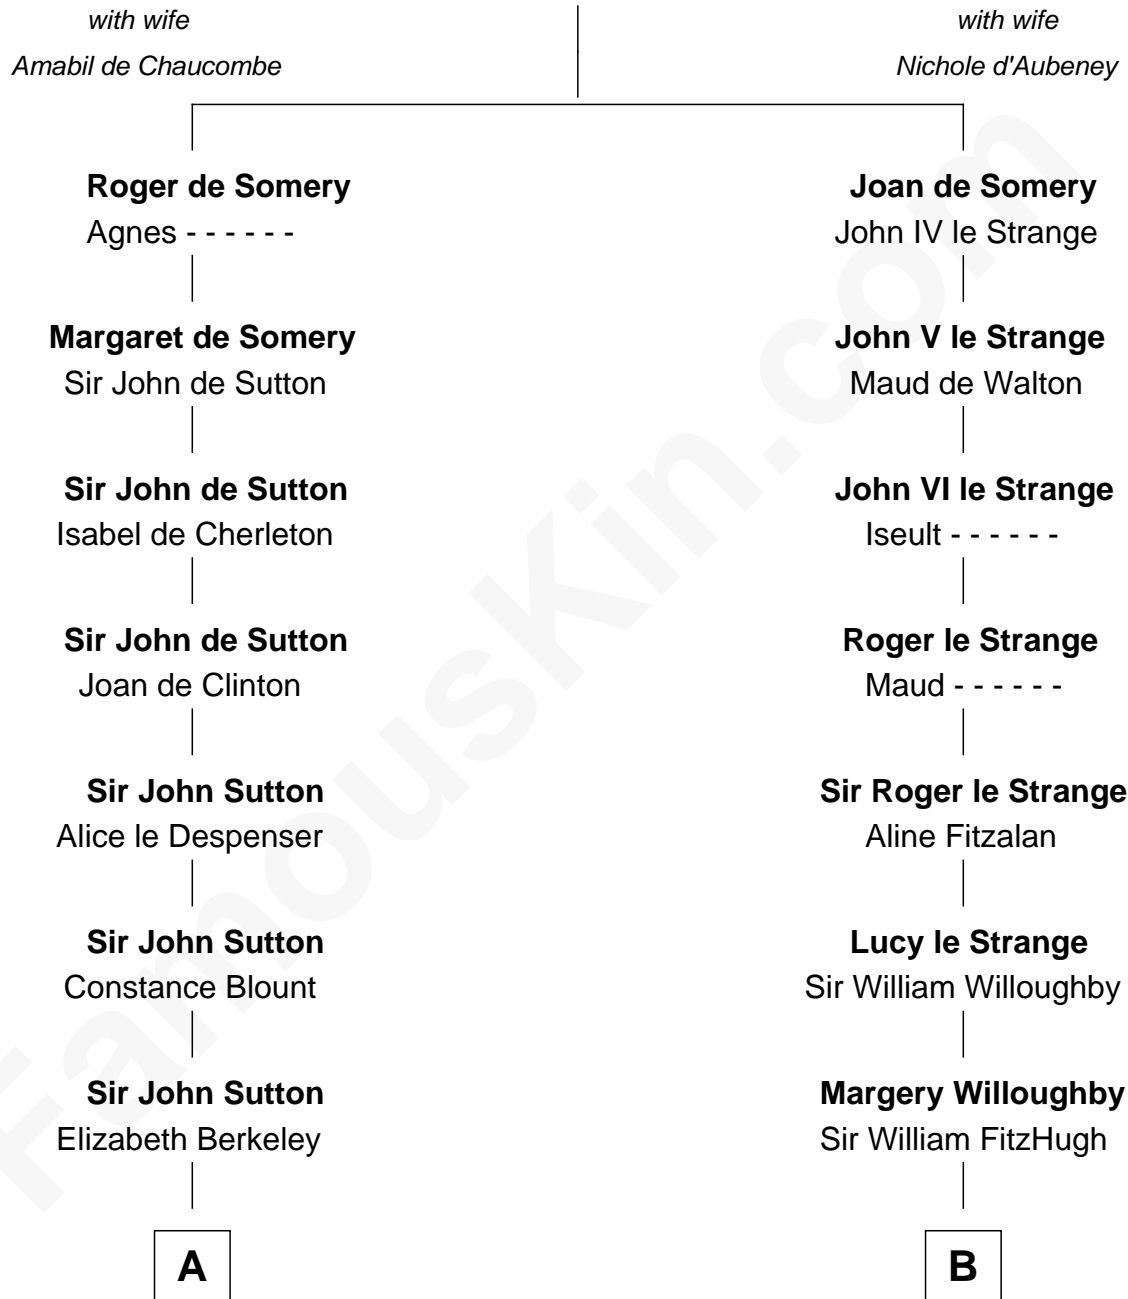 with wife
Amabil de Chaucombe
with wife
Nichole d'Aubeney
Roger de Somery
Agnes - - - - - -
Joan de Somery
John IV le Strange
Margaret de Somery
Sir John de Sutton
John V le Strange
Maud de Walton
Sir John de Sutton
Isabel de Cherleton
John VI le Strange
Iseult - - - - - -
Sir John de Sutton
Joan de Clinton
Roger le Strange
Maud - - - - - -
Sir John Sutton
Alice le Despenser
Sir Roger le Strange
Aline Fitzalan
Sir John Sutton
Constance Blount
Lucy le Strange
Sir William Willoughby
Sir John Sutton
Elizabeth Berkeley
Margery Willoughby
Sir William FitzHugh
A
B
FamousKin.com